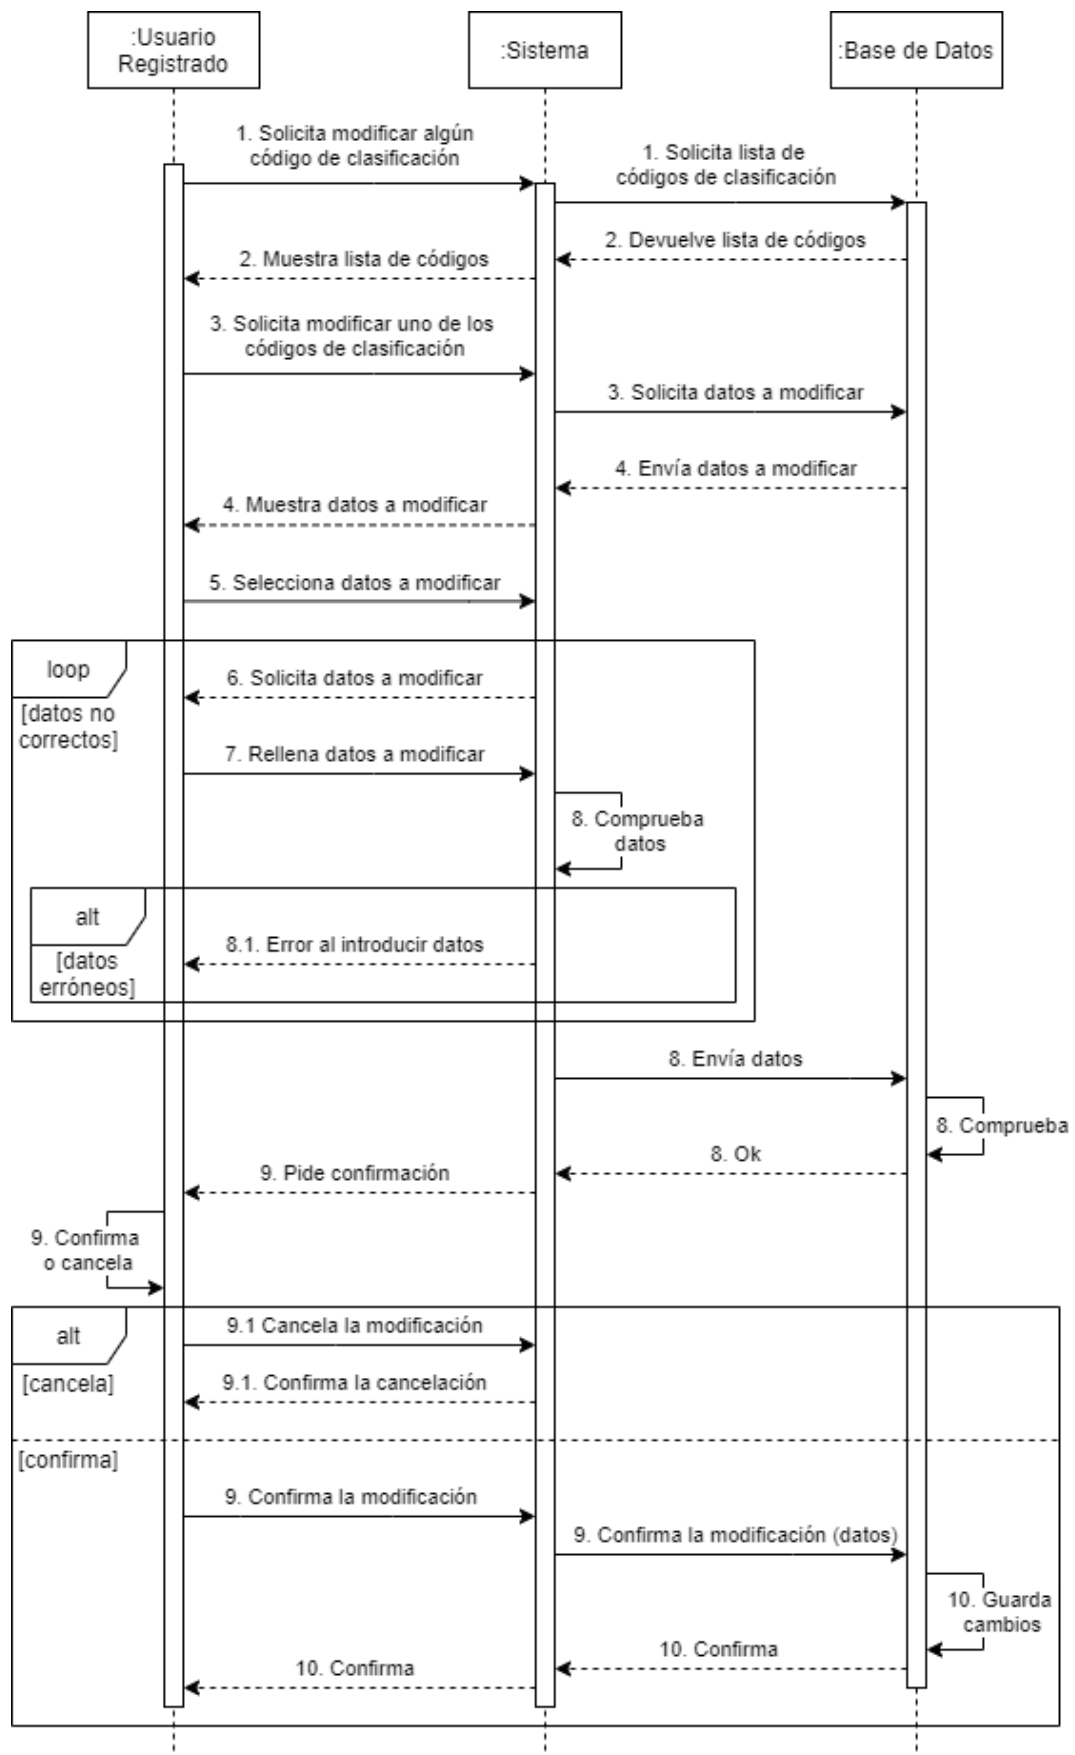 :Usuario
Registrado
:Sistema
:Base de Datos
1. Solicita modificar algún
código de clasificación
1. Solicita lista de
códigos de clasificación
2. Devuelve lista de códigos
2. Muestra lista de códigos
3. Solicita modificar uno de los
códigos de clasificación
3. Solicita datos a modificar
4. Envía datos a modificar
4. Muestra datos a modificar
5. Selecciona datos a modificar
loop
[datos no
correctos]
6. Solicita datos a modificar
7. Rellena datos a modificar
8. Comprueba
datos
alt
[datos
erróneos]
8.1. Error al introducir datos
8. Envía datos
8. Comprueba
8. Ok
9. Pide confirmación
9. Confirma
o cancela
alt
[cancela]
9.1 Cancela la modificación
9.1. Confirma la cancelación
[confirma]
9. Confirma la modificación
9. Confirma la modificación (datos)
10. Guarda
cambios
10. Confirma
10. Confirma